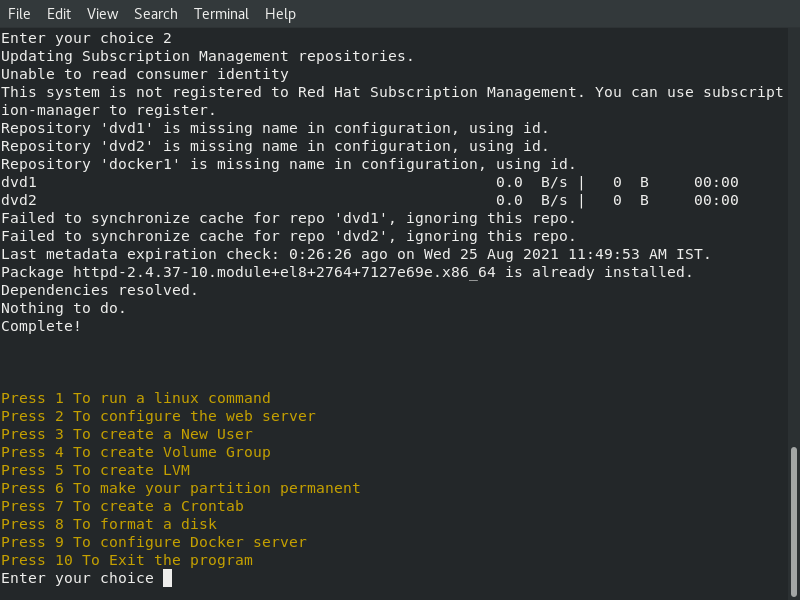 File Edit View Search Terminal Help
Enter your choice 2
Updating Subscription Management repositories.
Unable to read consumer identity
This system is not registered to Red Hat Subscription Management. You can use subscript
ion-manager to register.
Repository 'dvd1' is missing name in configuration, using id.
Repository 'dvd2' is missing name in configuration, using id.
Repository 'docker1' is missing name in configuration, using id.
dvd1 0.0 B/s | 0 B 00:00
dvd2 0.0 B/s | 0 B 00:00
Failed to synchronize cache for repo 'dvd1', ignoring this repo.
Failed to synchronize cache for repo 'dvd2', ignoring this repo.
Last metadata expiration check: 0:26:26 ago on Wed 25 Aug 2021 11:49:53 AM IST.
Package httpd-2.4.37-10.module+el8+2764+7127e69e.x86_64 is already installed.
Dependencies resolved.
Nothing to do.
Complete!
Press 1 To run a linux command
Press 2 To configure the web server
Press 3 To create a New User
Press 4 To create Volume Group
Press 5 To create LVM
Press 6 To make your partition permanent
Press 7 To create a Crontab
Press 8 To format a disk
Press 9 To configure Docker server
Press 10 To Exit the program
Enter your choice